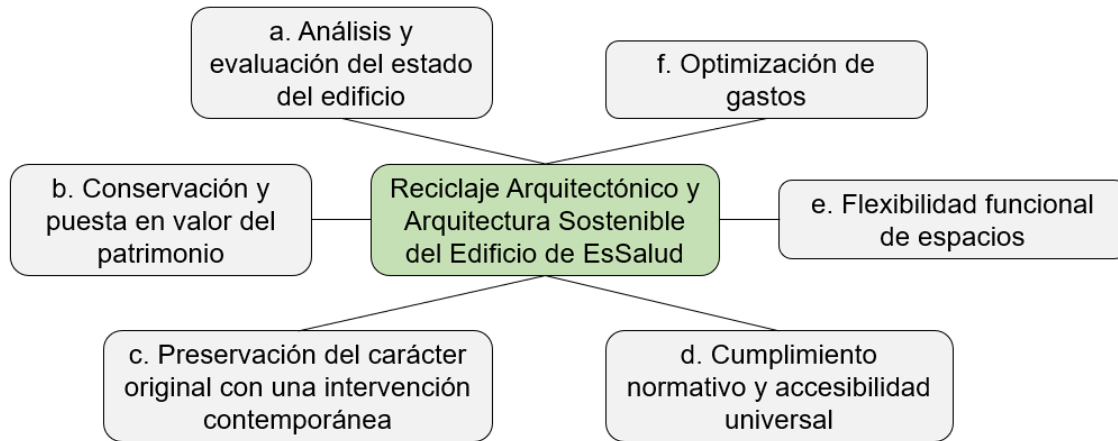 a. Análisis y
evaluación del estado
del edificio
f. Optimización de
gastos
b. Conservación y
puesta en valor del
patrimonio
Reciclaje Arquitectónico y
Arquitectura Sostenible
del Edificio de EsSalud
e. Flexibilidad funcional
de espacios
c. Preservación del carácter
original con una intervención
contemporánea
d. Cumplimiento
normativo y accesibilidad
universal